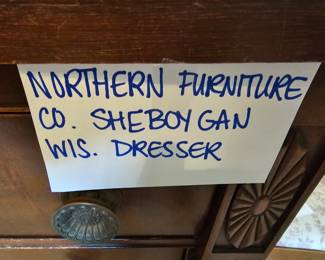 NORTHERN FURNITURE
CO. SHEBOYGAN
WIS. DRESSER